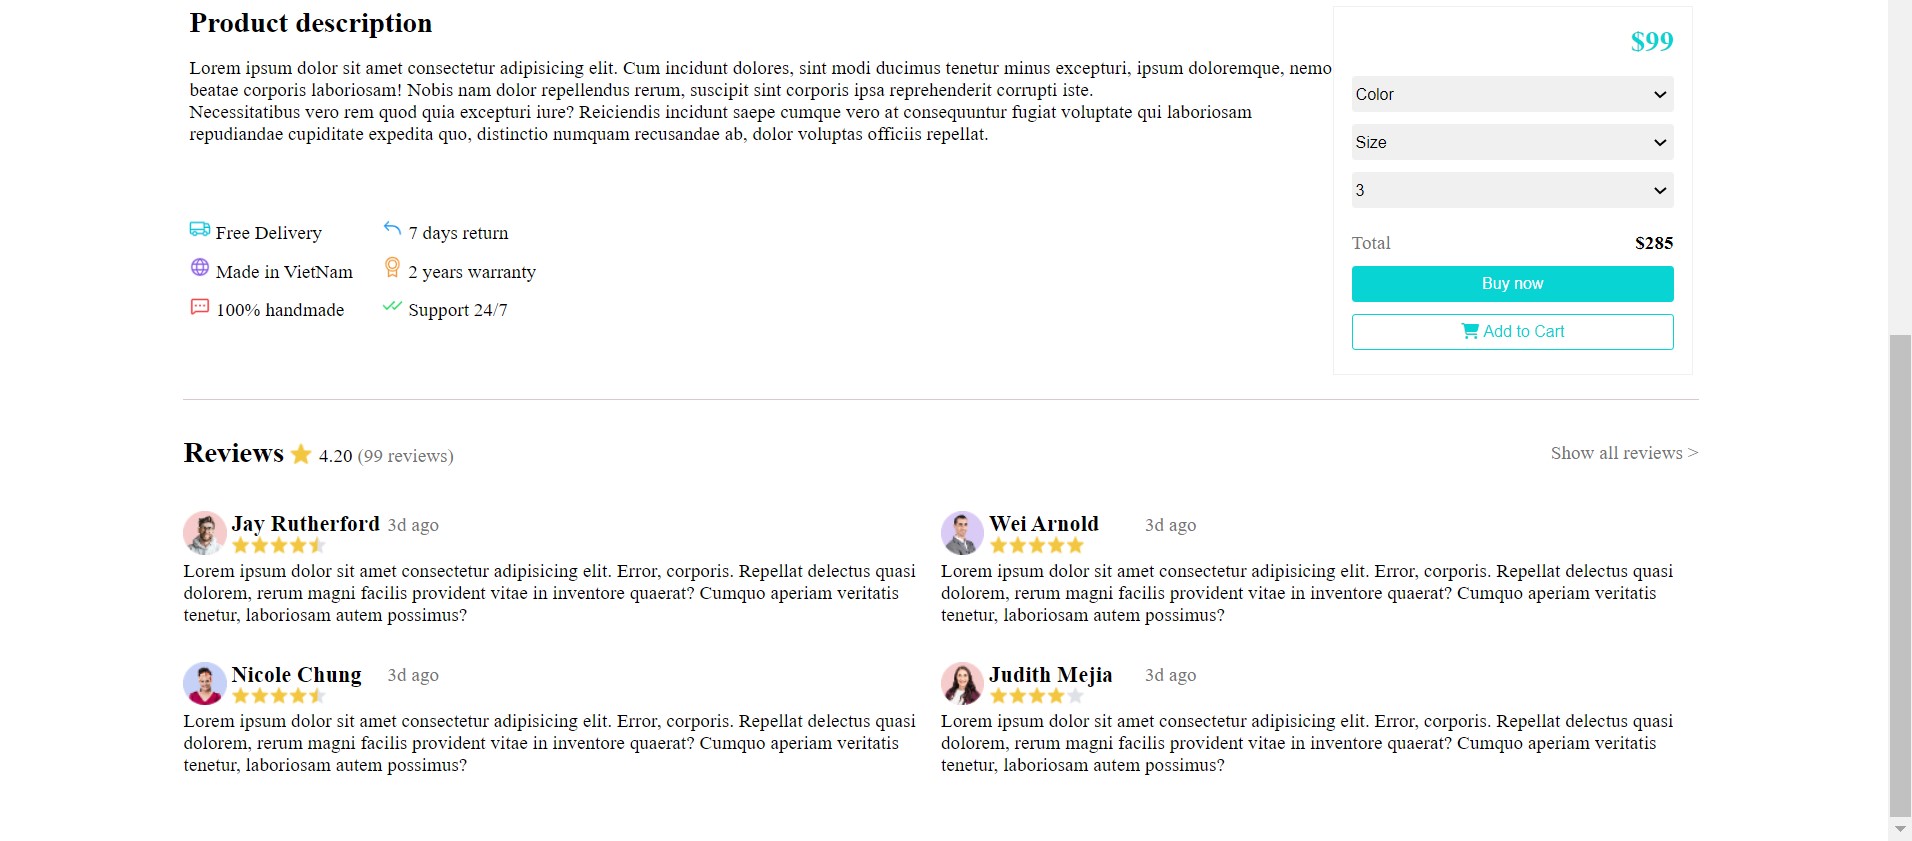 Product description
Lorem ipsum dolor sit amet consectetur adipisicing elit. Cum incidunt dolores, sint modi ducimus tenetur minus excepturi, ipsum doloremque, nemo
beatae corporis laboriosam! Nobis nam dolor repellendus rerum, suscipit sint corporis ipsa reprehenderit corrupti iste.
Necessitatibus vero rem quod quia excepturi iure? Reiciendis incidunt saepe cumque vero at consequuntur fugiat voluptate qui laboriosam
repudiandae cupiditate expedita quo, distinctio numquam recusandae ab, dolor voluptas officiis repellat.
Free Delivery
7 days return
Made in VietNam
2 years warranty
100% handmade
Support 24/7
$99
Color
Size
3
Total $285
Buy now
Add to Cart
Reviews 4.20 (99 reviews)
Show all reviews >
Jay Rutherford 3d ago
Lorem ipsum dolor sit amet consectetur adipisicing elit. Error, corporis. Repellat delectus quasi
dolorem, rerum magni facilis provident vitae in inventore quaerat? Cumquo aperiam veritatis
tenetur, laboriosam autem possimus?
Wei Arnold 3d ago
Lorem ipsum dolor sit amet consectetur adipisicing elit. Error, corporis. Repellat delectus quasi
dolorem, rerum magni facilis provident vitae in inventore quaerat? Cumquo aperiam veritatis
tenetur, laboriosam autem possimus?
Nicole Chung 3d ago
Lorem ipsum dolor sit amet consectetur adipisicing elit. Error, corporis. Repellat delectus quasi
dolorem, rerum magni facilis provident vitae in inventore quaerat? Cumquo aperiam veritatis
tenetur, laboriosam autem possimus?
Judith Mejia 3d ago
Lorem ipsum dolor sit amet consectetur adipisicing elit. Error, corporis. Repellat delectus quasi
dolorem, rerum magni facilis provident vitae in inventore quaerat? Cumquo aperiam veritatis
tenetur, laboriosam autem possimus?